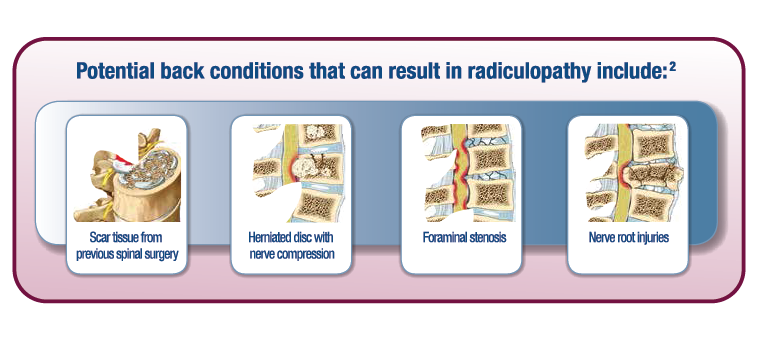 Potential back conditions that can result in radiculopathy include:²
Scar tissue from
previous spinal surgery
Herniated disc with
nerve compression
Foraminal stenosis
Nerve root injuries